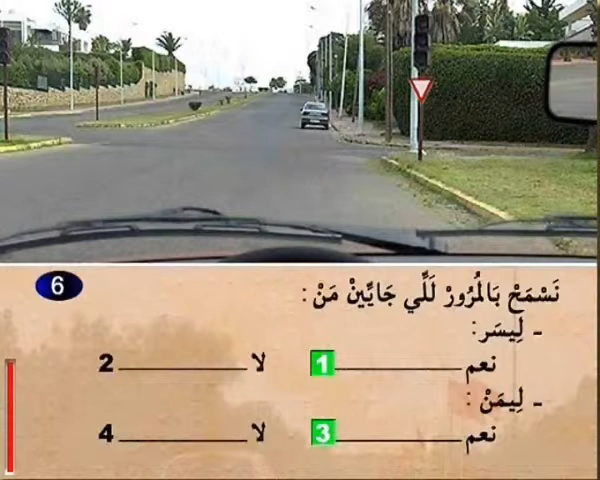 6
نَسْمَحْ بَالْمُرُورْ لَلِّي جَايِّينْ مَنْ :
- لِيسَر :
نعم 1 لا 2
- لِيمَنْ :
نعم 3 لا 4